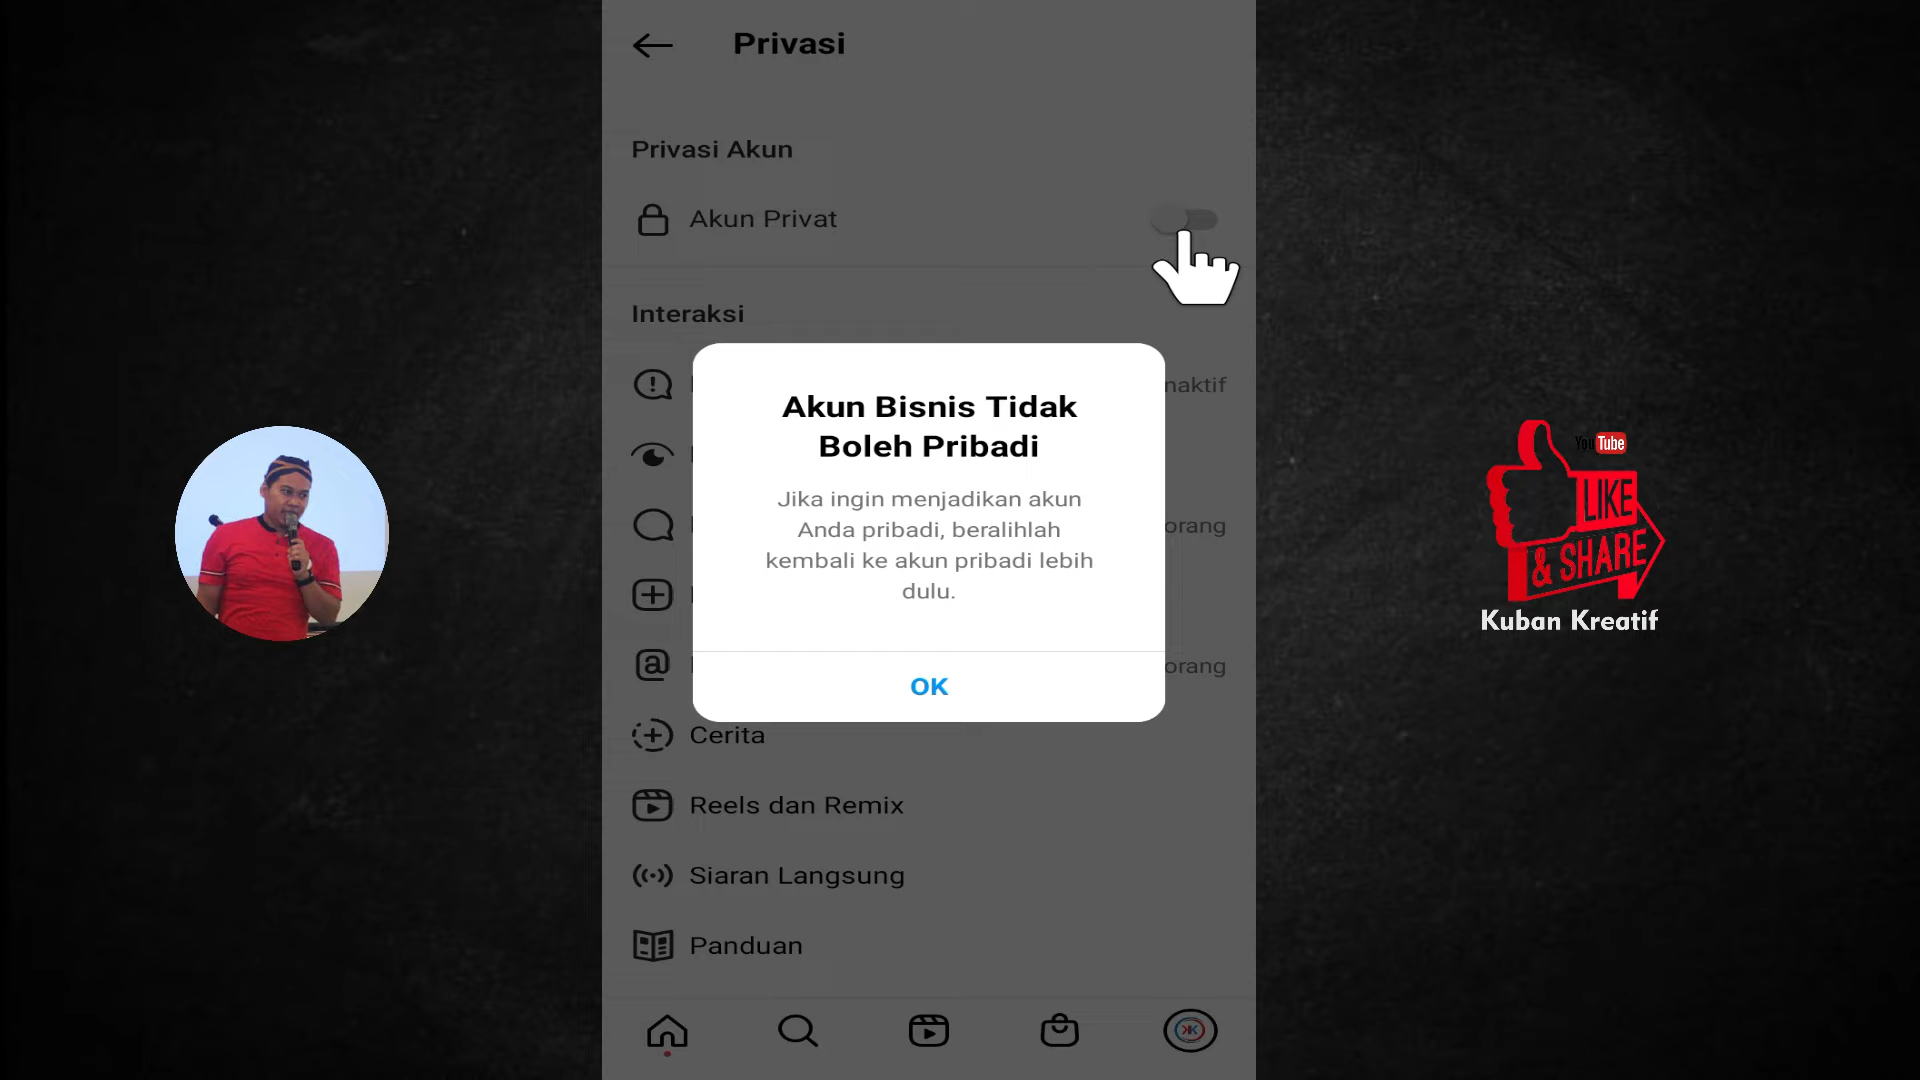 Privasi
Privasi Akun
Akun Privat
Interaksi
naktif
Akun Bisnis Tidak
Boleh Pribadi
Jika ingin menjadikan akun
Anda pribadi, beralihlah
kembali ke akun pribadi lebih
dulu.
orang
orang
OK
Cerita
Reels dan Remix
Siaran Langsung
Panduan
YouTube
LIKE
& SHARE
Kuban Kreatif